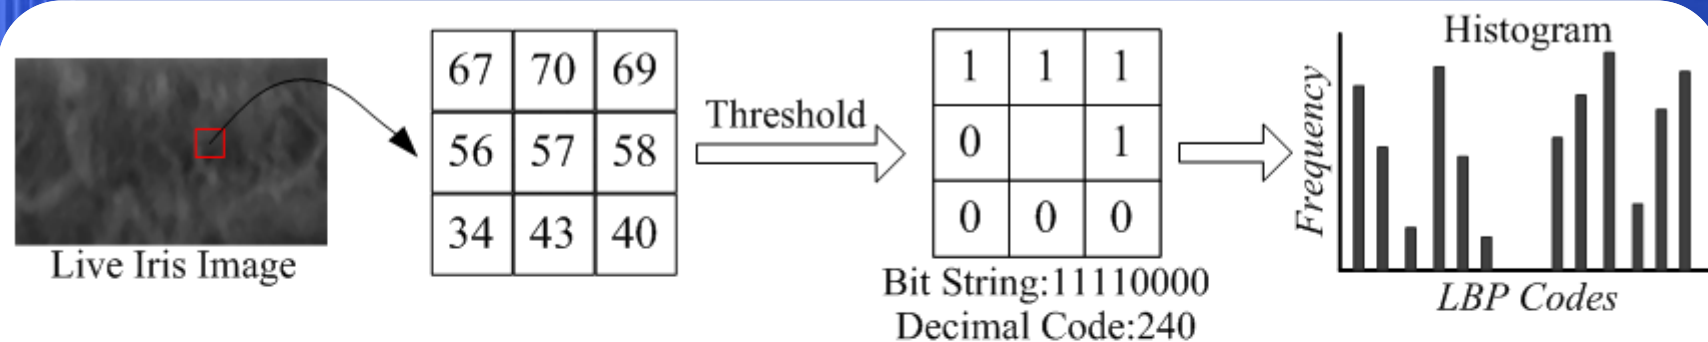 Live Iris Image
67 70 69
56 57 58
34 43 40
Threshold
1 1 1
0 1
0 0 0
Bit String:11110000
Decimal Code:240
Histogram
Frequency
LBP Codes